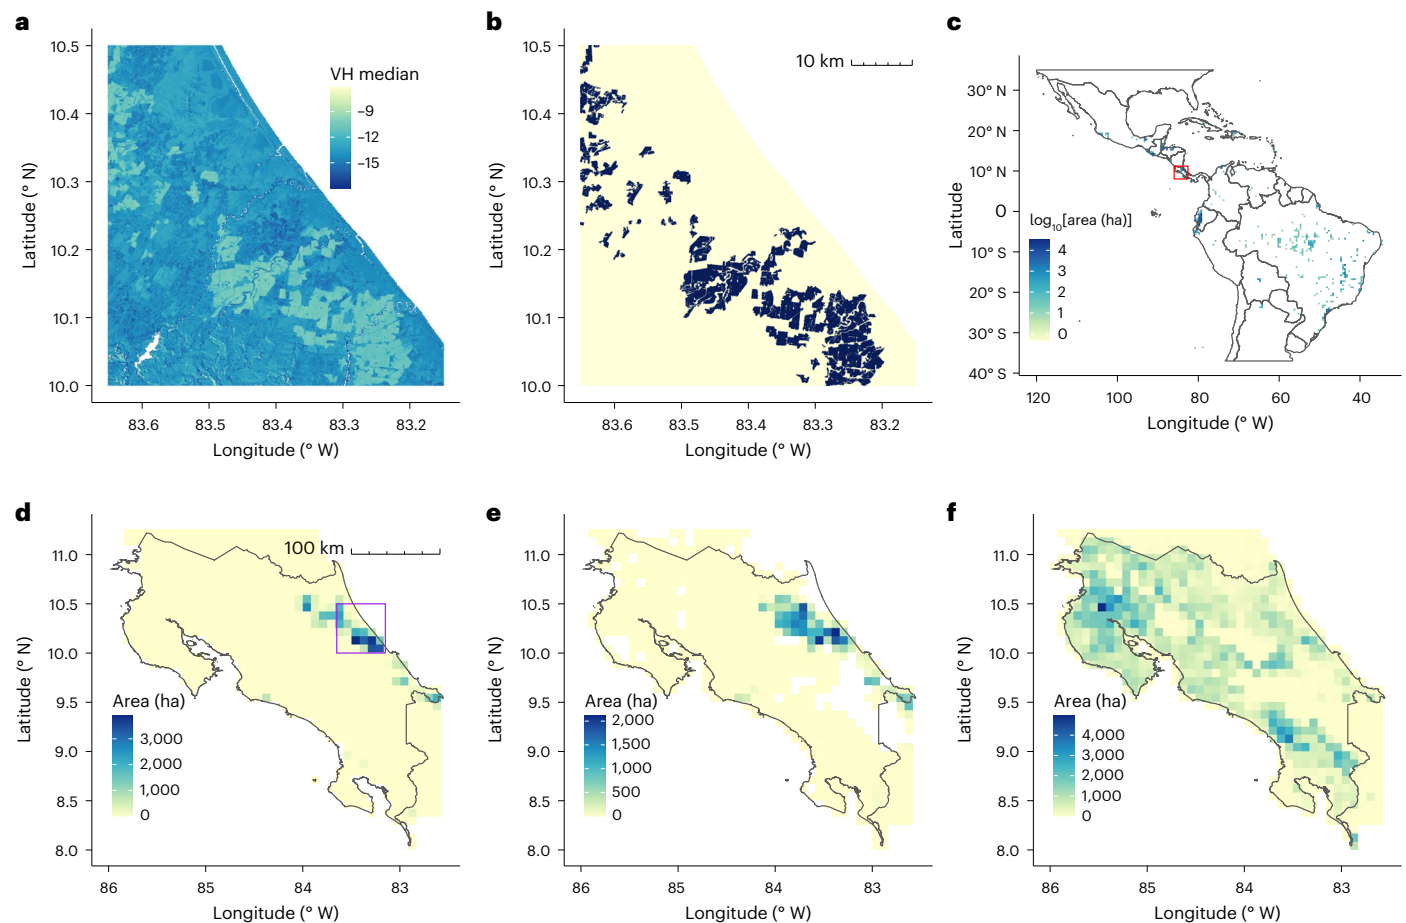 a
10.5
10.4
10.3
10.2
10.1
10.0
Latitude (° N)
83.6
83.5
83.4
83.3
83.2
Longitude (° W)
VH median
−9
−12
−15
b
10.5
10.4
10.3
10.2
10.1
10.0
Latitude (° N)
83.6
83.5
83.4
83.3
83.2
Longitude (° W)
10 km
c
30° N
20° N
10° N
0
10° S
20° S
30° S
40° S
Latitude
120
100
80
60
40
Longitude (° W)
log10[area (ha)]
4
3
2
1
0
d
11.0
10.5
10.0
9.5
9.0
8.5
8.0
Latitude (° N)
86
85
84
83
Longitude (° W)
100 km
Area (ha)
3,000
2,000
1,000
0
e
11.0
10.5
10.0
9.5
9.0
8.5
8.0
Latitude (° N)
86
85
84
83
Longitude (° W)
Area (ha)
2,000
1,500
1,000
500
0
f
11.0
10.5
10.0
9.5
9.0
8.5
8.0
Latitude (° N)
86
85
84
83
Longitude (° W)
Area (ha)
4,000
3,000
2,000
1,000
0